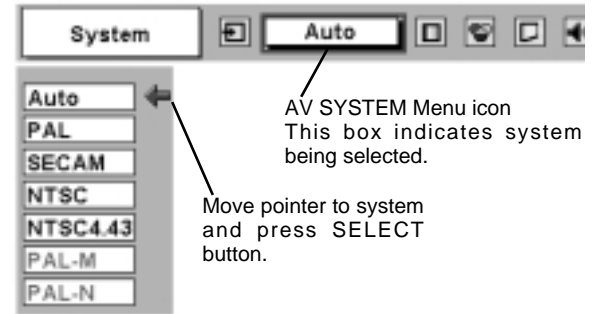 System
Auto
Auto
PAL
SECAM
NTSC
NTSC4.43
PAL-M
PAL-N
AV SYSTEM Menu icon
This box indicates system
being selected.
Move pointer to system
and press SELECT
button.